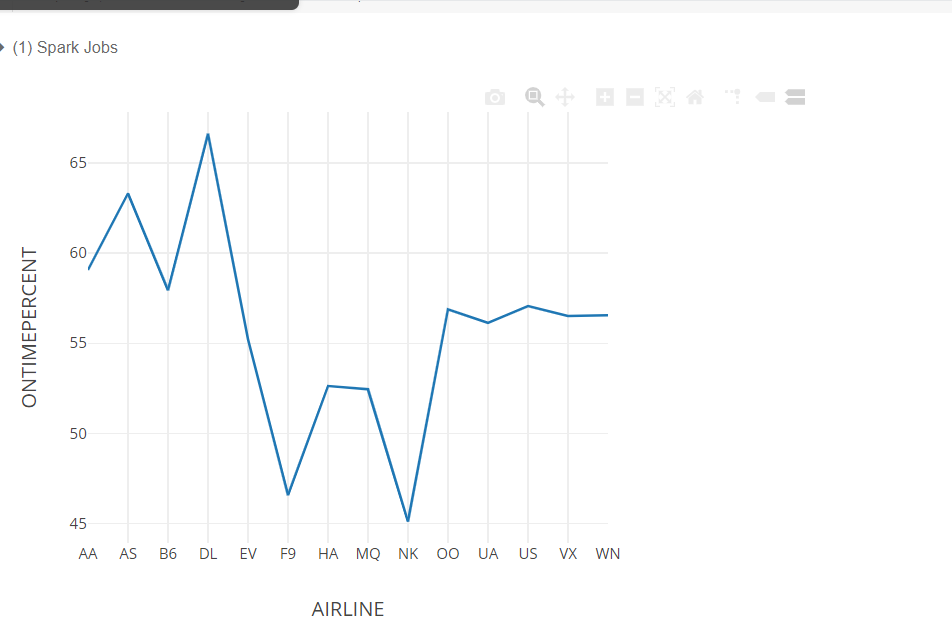 (1) Spark Jobs
65
60
55
50
45
ONTIMEPERCENT
AA AS B6 DL EV F9 HA MQ NK OO UA US VX WN
AIRLINE